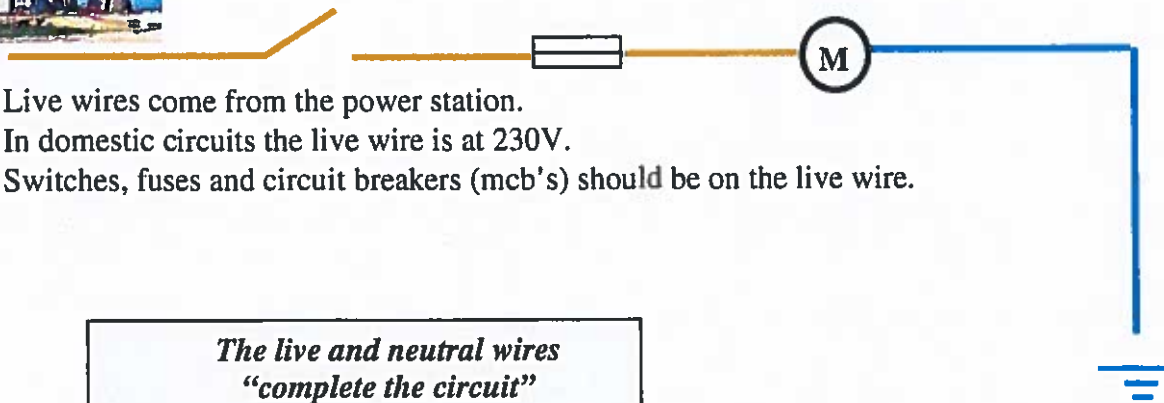 M
Live wires come from the power station.
In domestic circuits the live wire is at 230V.
Switches, fuses and circuit breakers (mcb's) should be on the live wire.
The live and neutral wires
“complete the circuit”